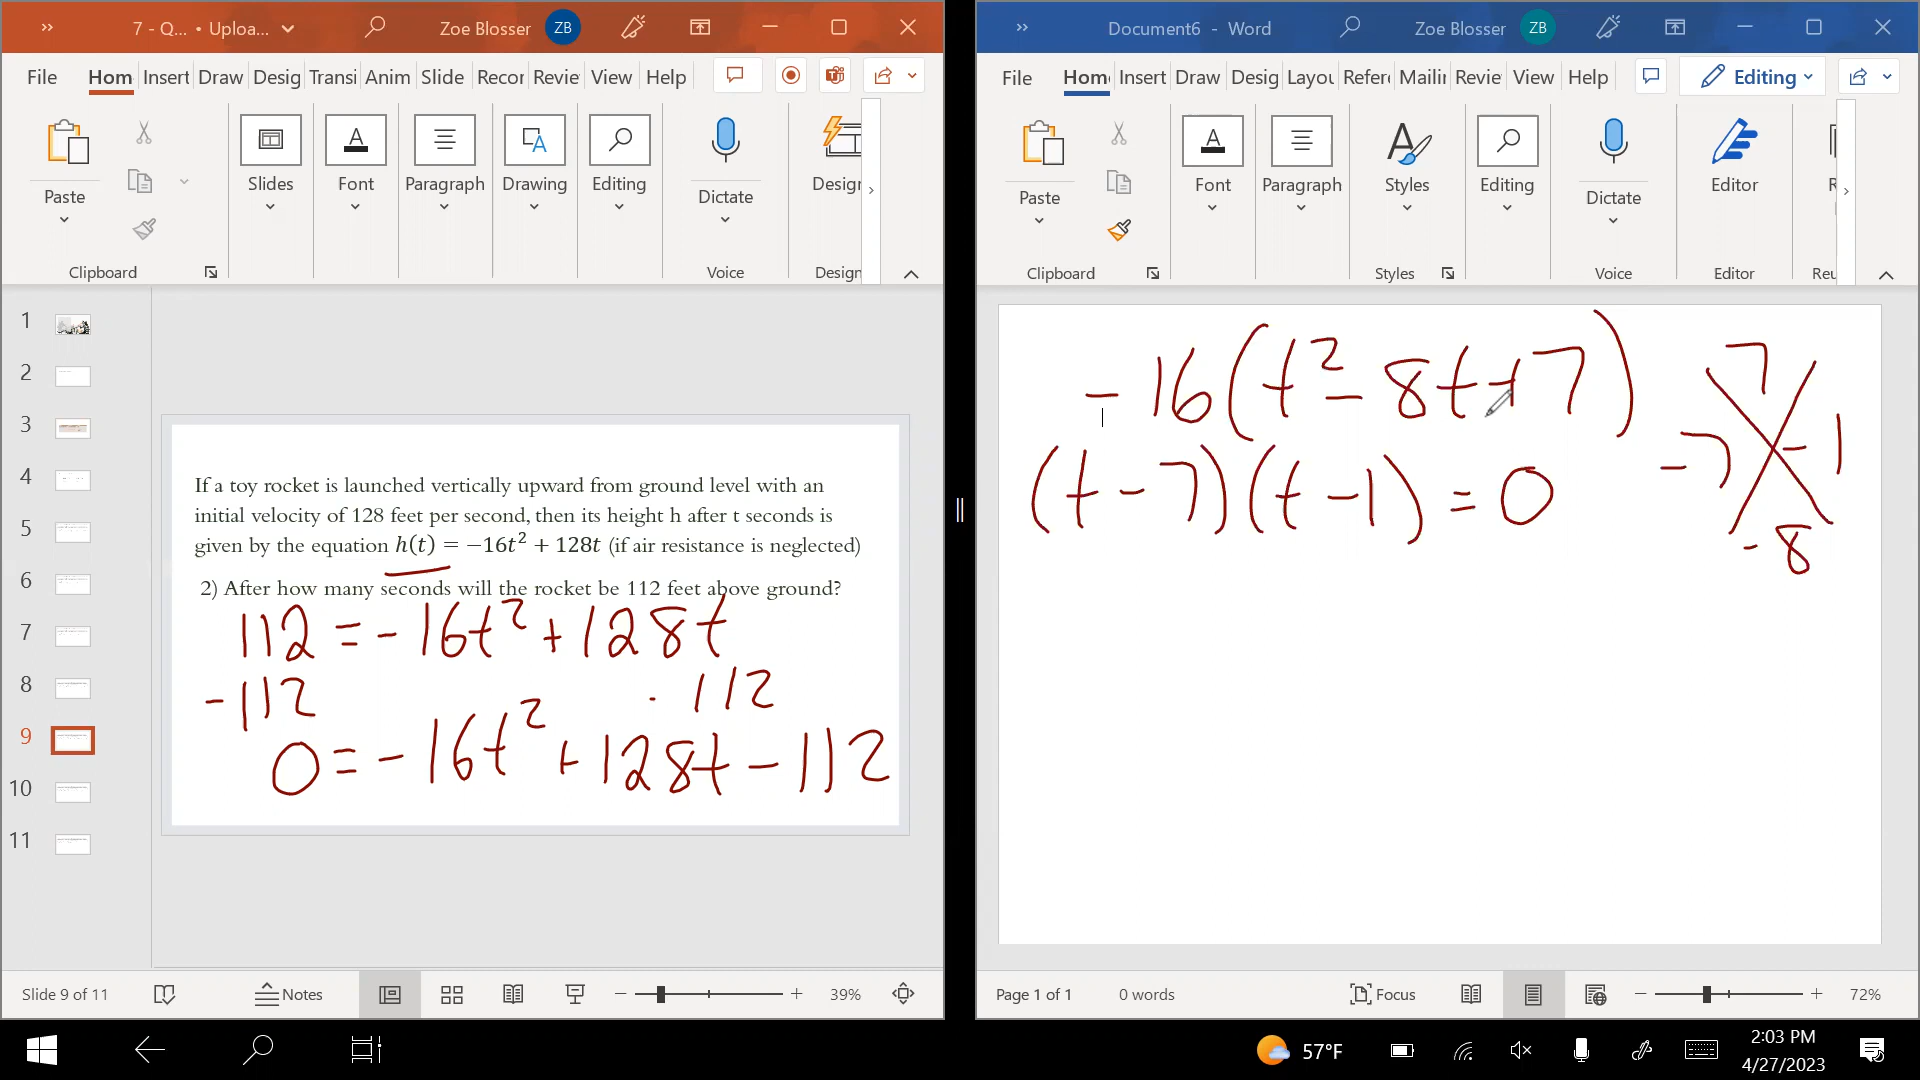 7 - Q... • Uploa...
Zoe Blosser
ZB
File Hom Insert Draw Desig Transi Anim Slide Recor Revie View Help
Paste
Slides
Font
Paragraph
Drawing
Editing
Dictate
Design
Clipboard
Voice
Design
1
2
3
4
5
6
7
8
9
10
11
If a toy rocket is launched vertically upward from ground level with an
initial velocity of 128 feet per second, then its height h after t seconds is
given by the equation h(t) = −16t² + 128t (if air resistance is neglected)
2) After how many seconds will the rocket be 112 feet above ground?
112 = - 16t² + 128t
- 112 - 112
0 = - 16t² + 128t - 112
Slide 9 of 11
Notes
39%
Document6 - Word
Zoe Blosser
ZB
File Home Insert Draw Desig Layou Refere Mailin Revie View Help
Editing
Paste
Font
Paragraph
Styles
Editing
Dictate
Editor
Clipboard
Styles
Voice
Editor
Reu
- 16(t² - 8t + 7)
(t - 7)(t - 1) = 0
7
- 7 - 1
- 8
Page 1 of 1
0 words
Focus
72%
57°F
2:03 PM
4/27/2023